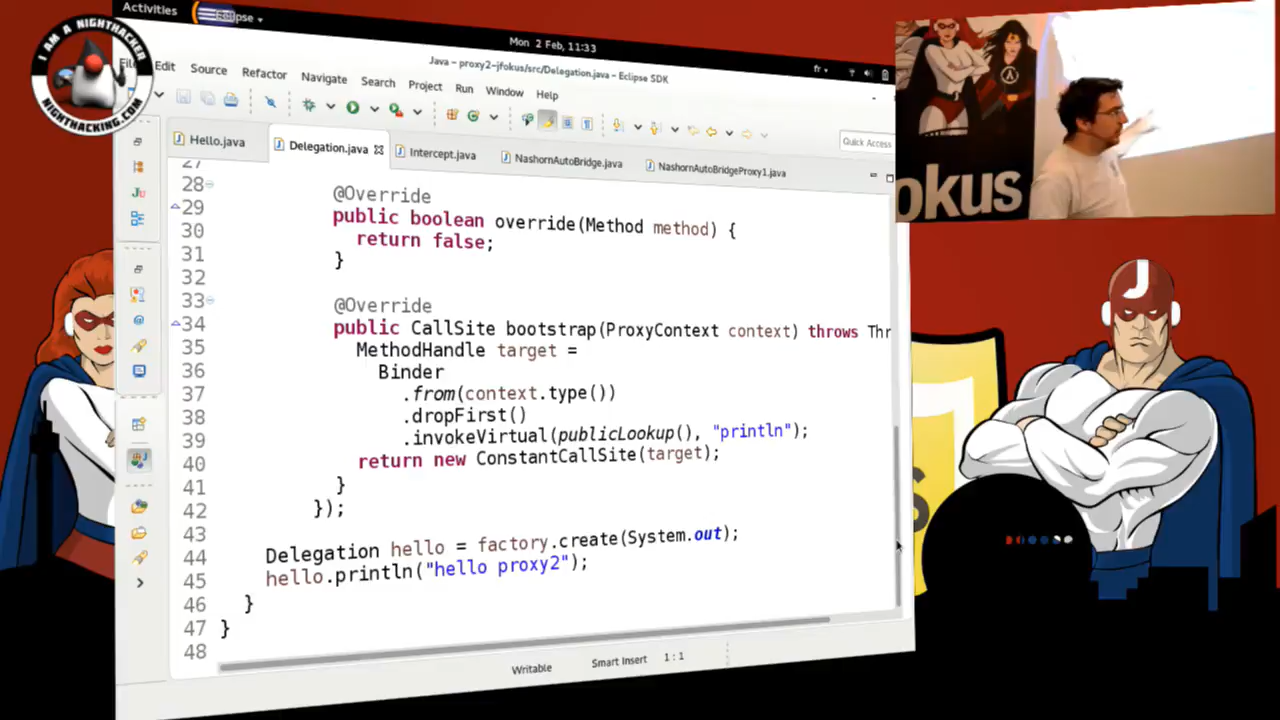 I AM A NIGHTHACKER
NIGHTHACKING.COM
Activities
Eclipse
Mon 2 Feb, 11:33
fr
Java - proxy2-jfokus/src/Delegation.java - Eclipse SDK
File Edit Source Refactor Navigate Search Project Run Window Help
Quick Access
Hello.java Delegation.java Intercept.java NashornAutoBridge.java NashornAutoBridgeProxy1.java
27
28 @Override
29 public boolean override(Method method) {
30 return false;
31 }
32
33 @Override
34 public CallSite bootstrap(ProxyContext context) throws Thr
35 MethodHandle target =
36 Binder
37 .from(context.type())
38 .dropFirst()
39 .invokeVirtual(publicLookup(), "println");
40 return new ConstantCallSite(target);
41 }
42 });
43
44 Delegation hello = factory.create(System.out);
45 hello.println("hello proxy2");
46 }
47 }
48
Writable Smart Insert 1 : 1
fokus
J